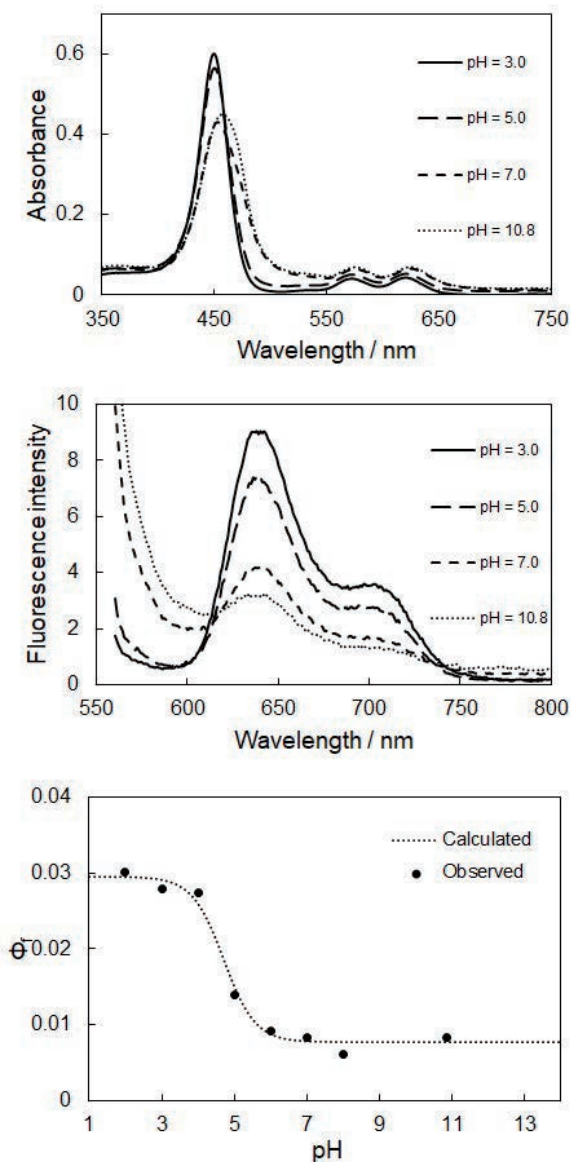 0.6
0.4
0.2
0
Absorbance
pH = 3.0
pH = 5.0
pH = 7.0
pH = 10.8
350 450 550 650 750
Wavelength / nm
10
8
6
4
2
0
Fluorescence intensity
pH = 3.0
pH = 5.0
pH = 7.0
pH = 10.8
550 600 650 700 750 800
Wavelength / nm
0.04
0.03
0.02
0.01
0
Φf
Calculated
Observed
1 3 5 7 9 11 13
pH